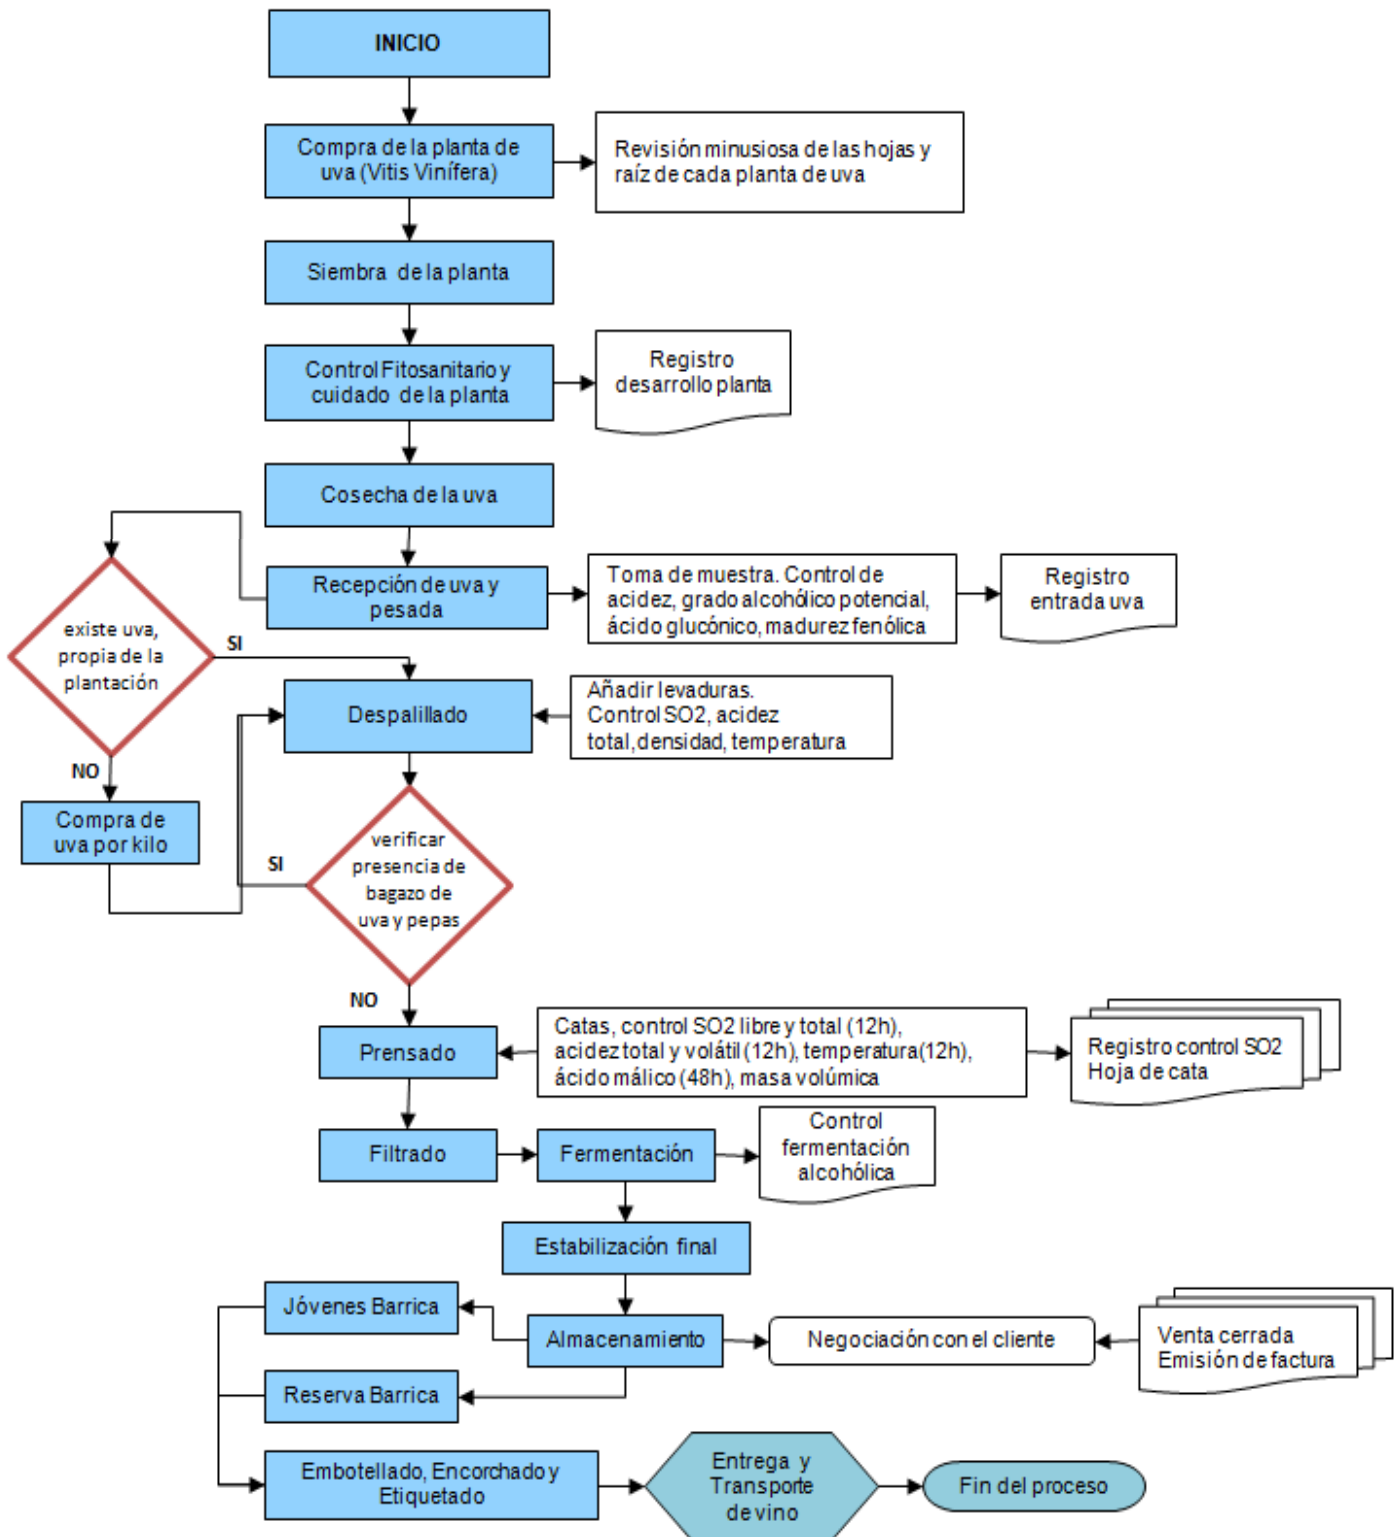 INICIO
Compra de la planta de
uva (Vitis Vinífera)
Revisión minusiosa de las hojas y
raíz de cada planta de uva
Siembra de la planta
Control Fitosanitario y
cuidado de la planta
Registro
desarrollo planta
Cosecha de la uva
Recepción de uva y
pesada
Toma de muestra. Control de
acidez, grado alcohólico potencial,
ácido glucónico, madurez fenólica
Registro
entrada uva
existe uva,
propia de la
plantación
SI
Despalillado
Añadir levaduras.
Control SO2, acidez
total, densidad, temperatura
NO
Compra de
uva por kilo
verificar
presencia de
bagazo de
uva y pepas
SI
NO
Prensado
Catas, control SO2 libre y total (12h),
acidez total y volátil (12h), temperatura(12h),
ácido málico (48h), masa volúmica
Registro control SO2
Hoja de cata
Filtrado
Fermentación
Control
fermentación
alcohólica
Estabilización final
Jóvenes Barrica
Almacenamiento
Negociación con el cliente
Venta cerrada
Emisión de factura
Reserva Barrica
Embotellado, Encorchado y
Etiquetado
Entrega y
Transporte
de vino
Fin del proceso